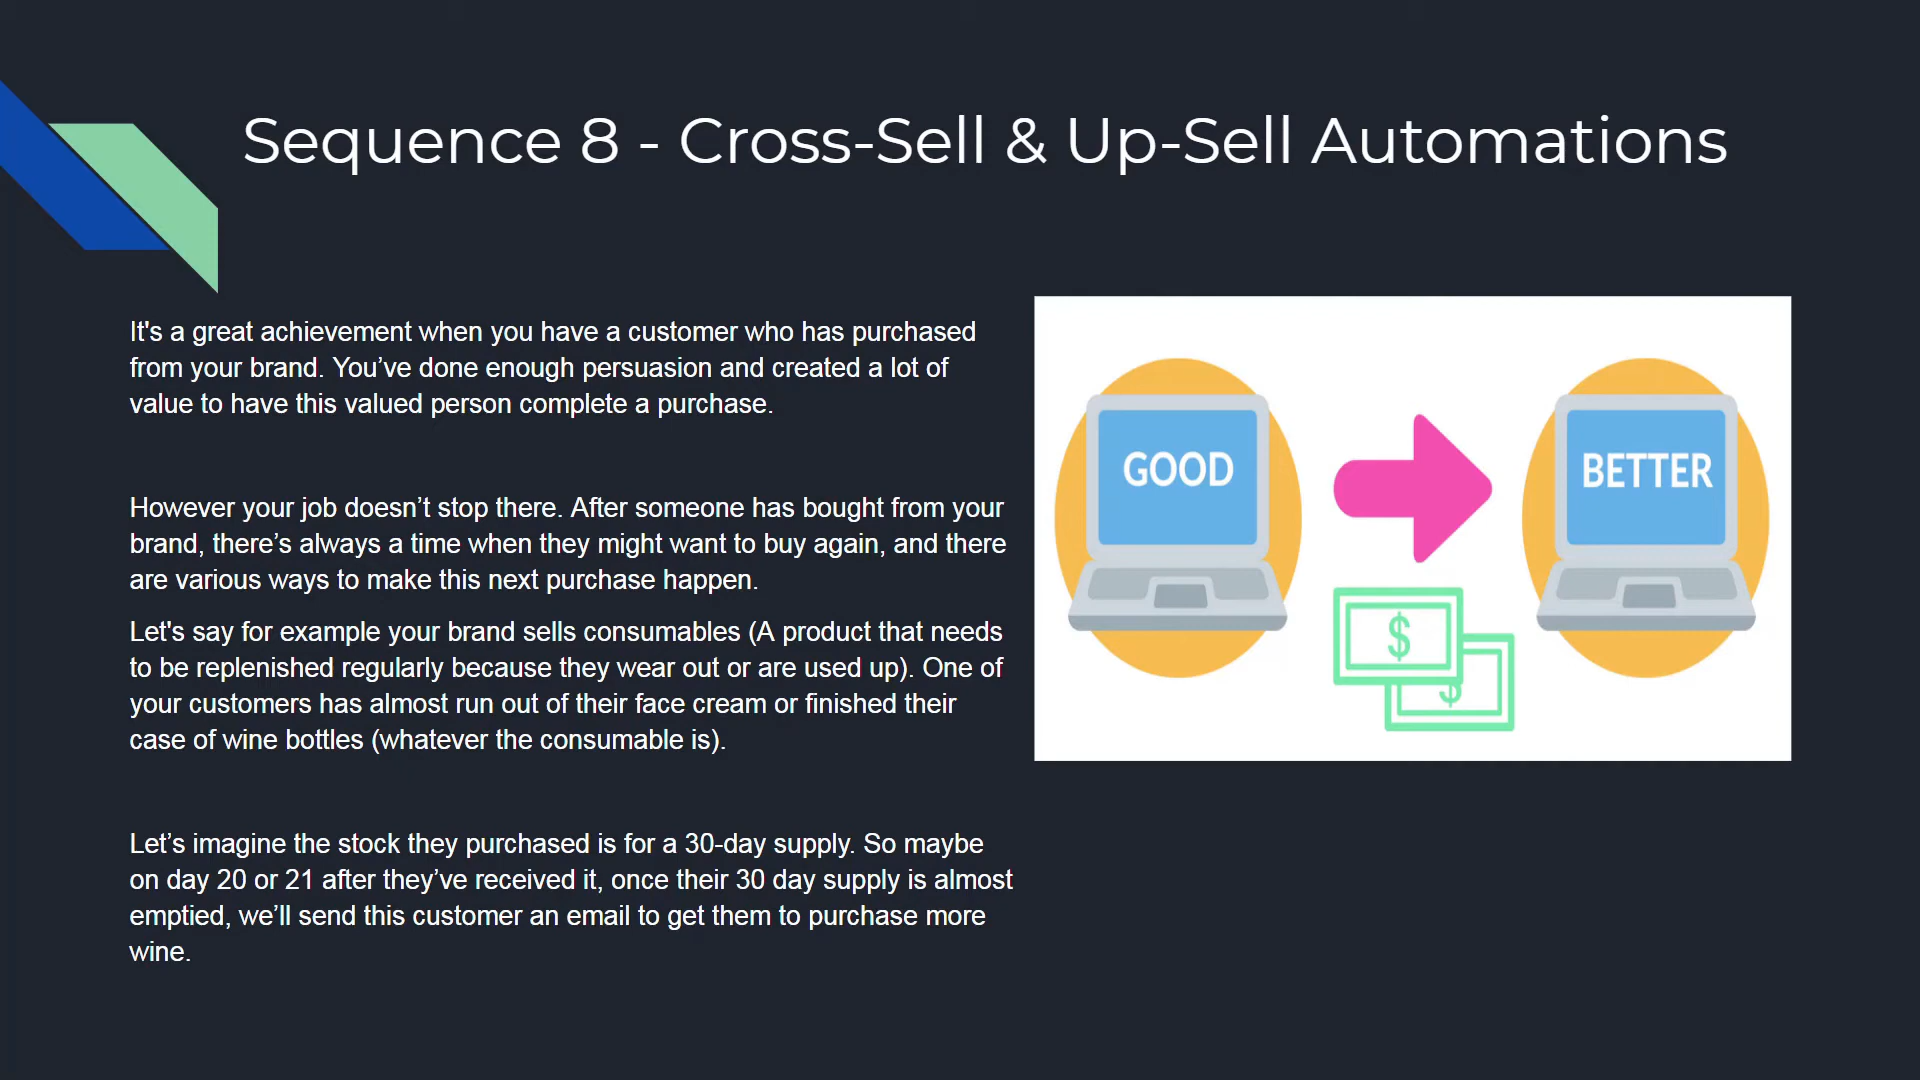 Sequence 8 - Cross-Sell & Up-Sell Automations
It's a great achievement when you have a customer who has purchased
from your brand. You’ve done enough persuasion and created a lot of
value to have this valued person complete a purchase.
However your job doesn’t stop there. After someone has bought from your
brand, there’s always a time when they might want to buy again, and there
are various ways to make this next purchase happen.
Let's say for example your brand sells consumables (A product that needs
to be replenished regularly because they wear out or are used up). One of
your customers has almost run out of their face cream or finished their
case of wine bottles (whatever the consumable is).
Let’s imagine the stock they purchased is for a 30-day supply. So maybe
on day 20 or 21 after they’ve received it, once their 30 day supply is almost
emptied, we’ll send this customer an email to get them to purchase more
wine.
GOOD
BETTER
$
$